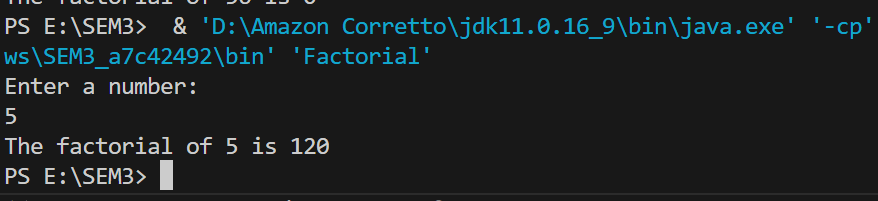 PS E:\SEM3>  & 'D:\Amazon Corretto\jdk11.0.16_9\bin\java.exe' '-cp'
ws\SEM3_a7c42492\bin' 'Factorial'
Enter a number:
5
The factorial of 5 is 120
PS E:\SEM3>